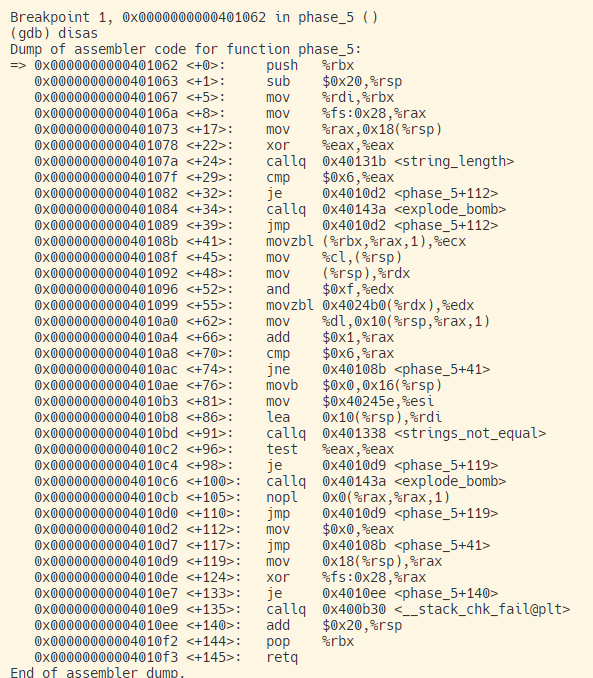 Breakpoint 1, 0x0000000000401062 in phase_5 ()
(gdb) disas
Dump of assembler code for function phase_5:
=> 0x0000000000401062 <+0>: push %rbx
0x0000000000401063 <+1>: sub $0x20,%rsp
0x0000000000401067 <+5>: mov %rdi,%rbx
0x000000000040106a <+8>: mov %fs:0x28,%rax
0x0000000000401073 <+17>: mov %rax,0x18(%rsp)
0x0000000000401078 <+22>: xor %eax,%eax
0x000000000040107a <+24>: callq 0x40131b <string_length>
0x000000000040107f <+29>: cmp $0x6,%eax
0x0000000000401082 <+32>: je 0x4010d2 <phase_5+112>
0x0000000000401084 <+34>: callq 0x40143a <explode_bomb>
0x0000000000401089 <+39>: jmp 0x4010d2 <phase_5+112>
0x000000000040108b <+41>: movzbl (%rbx,%rax,1),%ecx
0x000000000040108f <+45>: mov %cl,(%rsp)
0x0000000000401092 <+48>: mov (%rsp),%rdx
0x0000000000401096 <+52>: and $0xf,%edx
0x0000000000401099 <+55>: movzbl 0x4024b0(%rdx),%edx
0x00000000004010a0 <+62>: mov %dl,0x10(%rsp,%rax,1)
0x00000000004010a4 <+66>: add $0x1,%rax
0x00000000004010a8 <+70>: cmp $0x6,%rax
0x00000000004010ac <+74>: jne 0x40108b <phase_5+41>
0x00000000004010ae <+76>: movb $0x0,0x16(%rsp)
0x00000000004010b3 <+81>: mov $0x40245e,%esi
0x00000000004010b8 <+86>: lea 0x10(%rsp),%rdi
0x00000000004010bd <+91>: callq 0x401338 <strings_not_equal>
0x00000000004010c2 <+96>: test %eax,%eax
0x00000000004010c4 <+98>: je 0x4010d9 <phase_5+119>
0x00000000004010c6 <+100>: callq 0x40143a <explode_bomb>
0x00000000004010cb <+105>: nopl 0x0(%rax,%rax,1)
0x00000000004010d0 <+110>: jmp 0x4010d9 <phase_5+119>
0x00000000004010d2 <+112>: mov $0x0,%eax
0x00000000004010d7 <+117>: jmp 0x40108b <phase_5+41>
0x00000000004010d9 <+119>: mov 0x18(%rsp),%rax
0x00000000004010de <+124>: xor %fs:0x28,%rax
0x00000000004010e7 <+133>: je 0x4010ee <phase_5+140>
0x00000000004010e9 <+135>: callq 0x400b30 <__stack_chk_fail@plt>
0x00000000004010ee <+140>: add $0x20,%rsp
0x00000000004010f2 <+144>: pop %rbx
0x00000000004010f3 <+145>: retq
End of assembler dump.